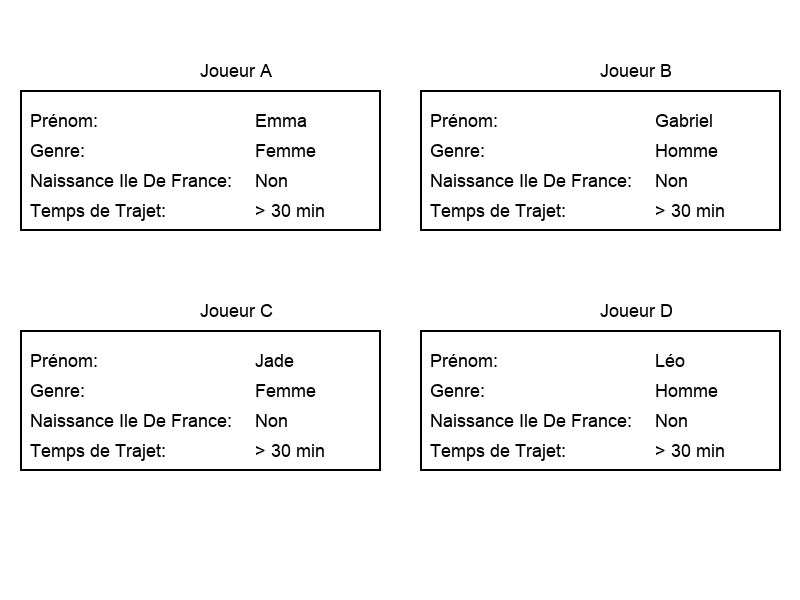 Joueur A
Prénom: Emma
Genre: Femme
Naissance Ile De France: Non
Temps de Trajet: > 30 min
Joueur B
Prénom: Gabriel
Genre: Homme
Naissance Ile De France: Non
Temps de Trajet: > 30 min
Joueur C
Prénom: Jade
Genre: Femme
Naissance Ile De France: Non
Temps de Trajet: > 30 min
Joueur D
Prénom: Léo
Genre: Homme
Naissance Ile De France: Non
Temps de Trajet: > 30 min